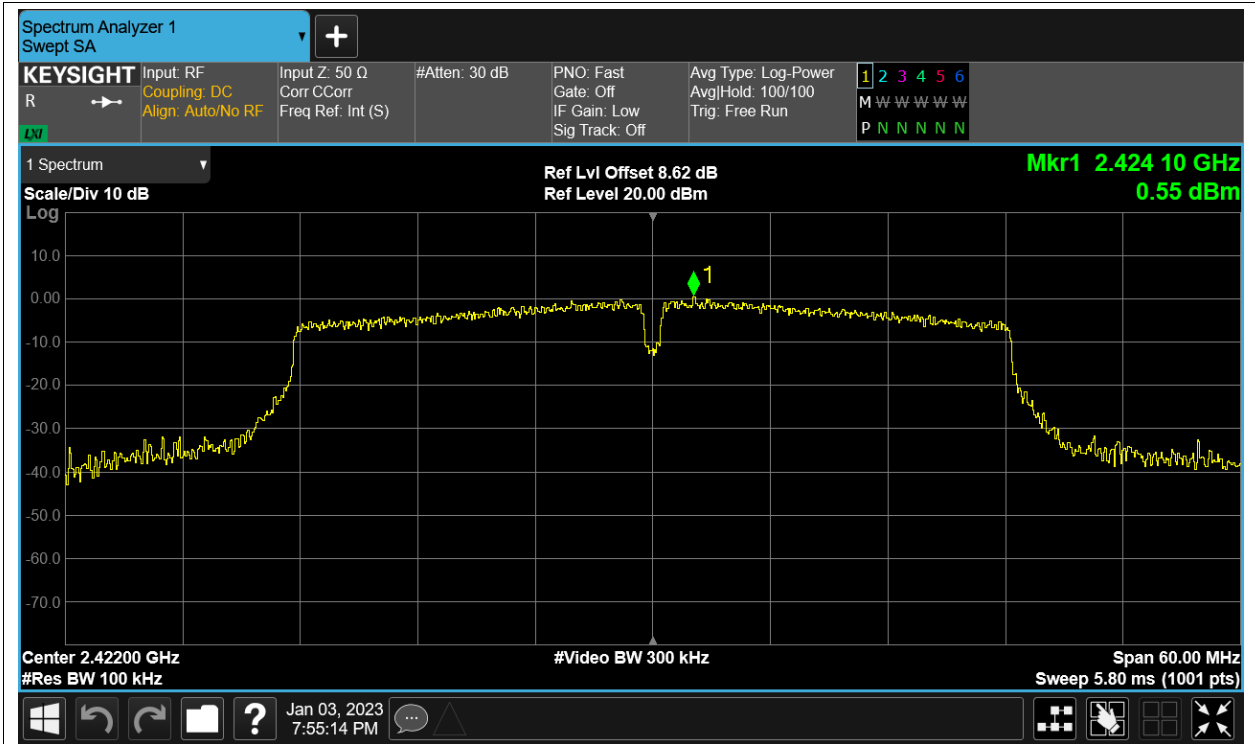 Spectrum Analyzer 1
Swept SA
KEYSIGHT
R
LXI
Input: RF
Coupling: DC
Align: Auto/No RF
Input Z: 50 Ω
Corr CCorr
Freq Ref: Int (S)
#Atten: 30 dB
PNO: Fast
Gate: Off
IF Gain: Low
Sig Track: Off
Avg Type: Log-Power
Avg|Hold: 100/100
Trig: Free Run
1 2 3 4 5 6
M W W W W W
P N N N N N
1 Spectrum
Scale/Div 10 dB
Log
Ref Lvl Offset 8.62 dB
Ref Level 20.00 dBm
Mkr1 2.424 10 GHz
0.55 dBm
1
10.0
0.00
-10.0
-20.0
-30.0
-40.0
-50.0
-60.0
-70.0
Center 2.42200 GHz
#Video BW 300 kHz
Span 60.00 MHz
#Res BW 100 kHz
Sweep 5.80 ms (1001 pts)
?
Jan 03, 2023
7:55:14 PM